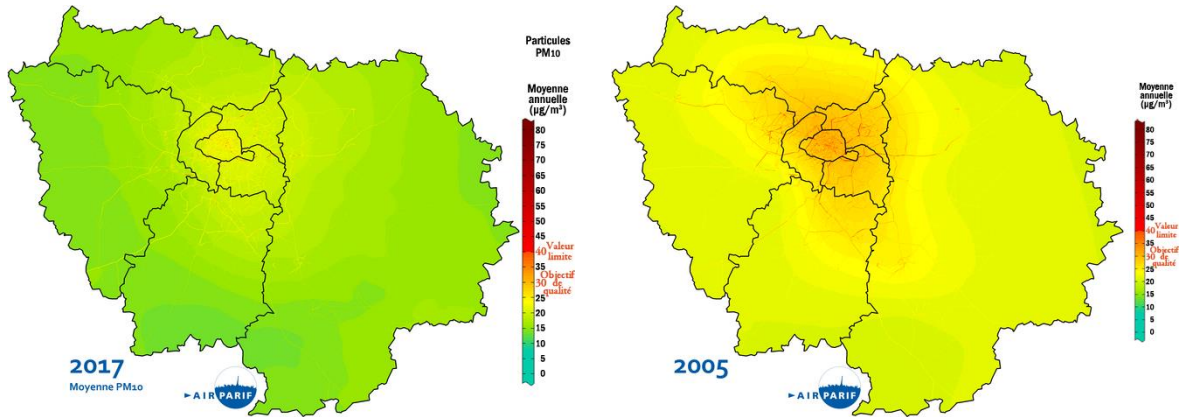 Particules
PM10
Moyenne
annuelle
(µg/m³)
80
75
70
65
60
55
50
45
40 Valeur
limite
35
Objectif
30 de
qualité
25
20
15
10
5
0
2017
Moyenne PM10
AIRPARIF
Moyenne
annuelle
(µg/m³)
80
75
70
65
60
55
50
45
40 Valeur
limite
35
Objectif
30 de
qualité
25
20
15
10
5
0
2005
AIRPARIF